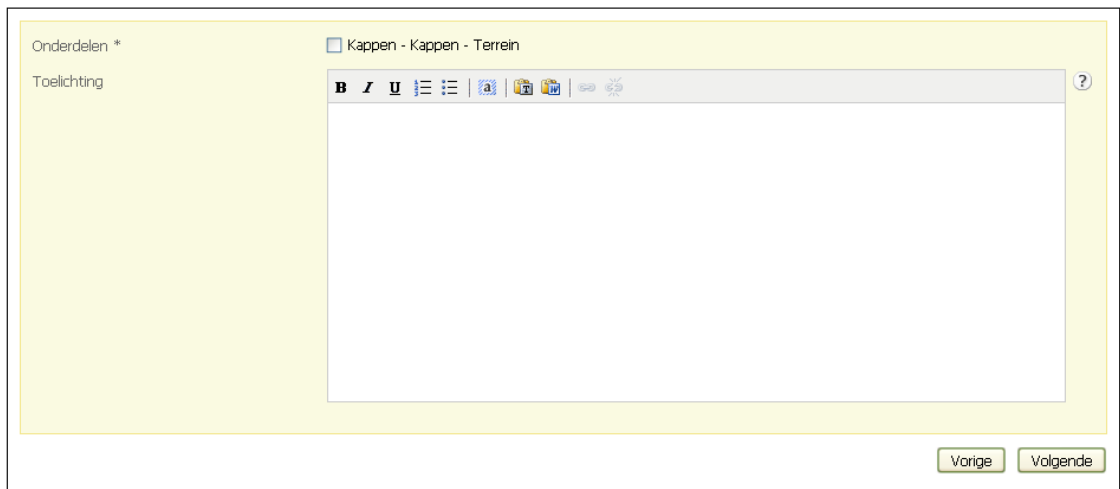 Onderdelen *
Kappen - Kappen - Terrein
Toelichting
B I U a T W ?
Vorige Volgende